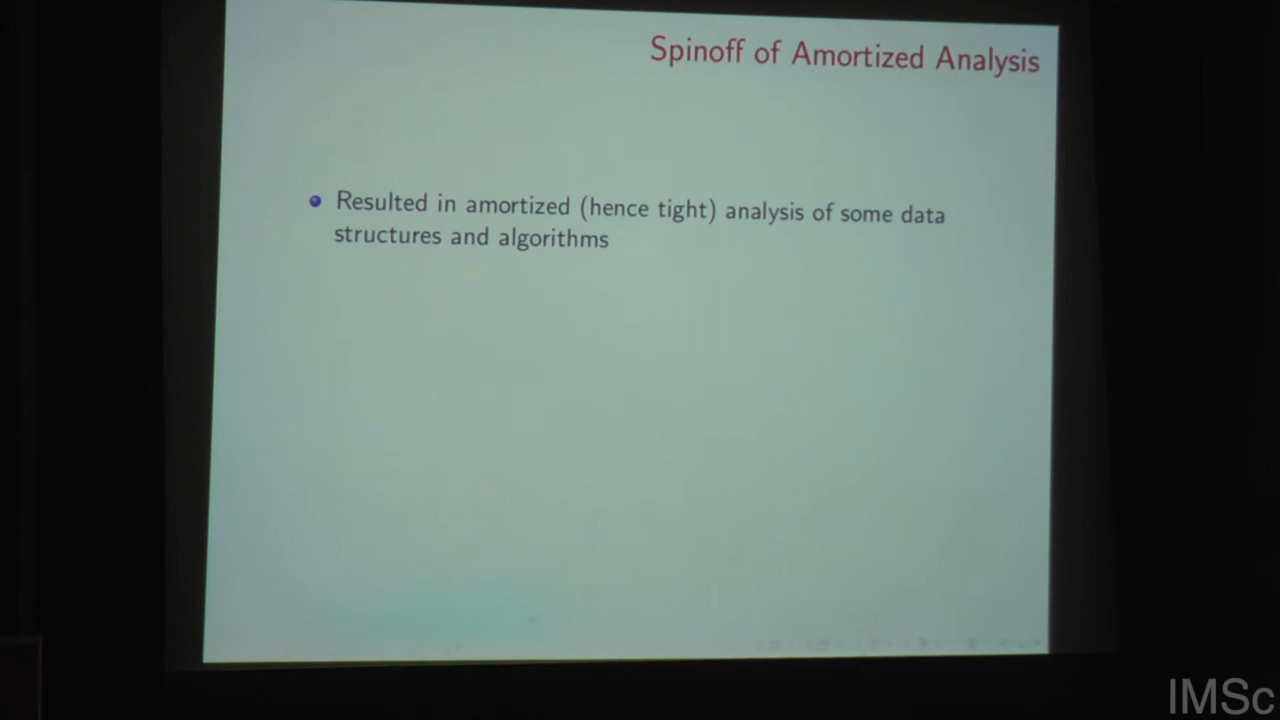 Spinoff of Amortized Analysis
Resulted in amortized (hence tight) analysis of some data
structures and algorithms
IMSc